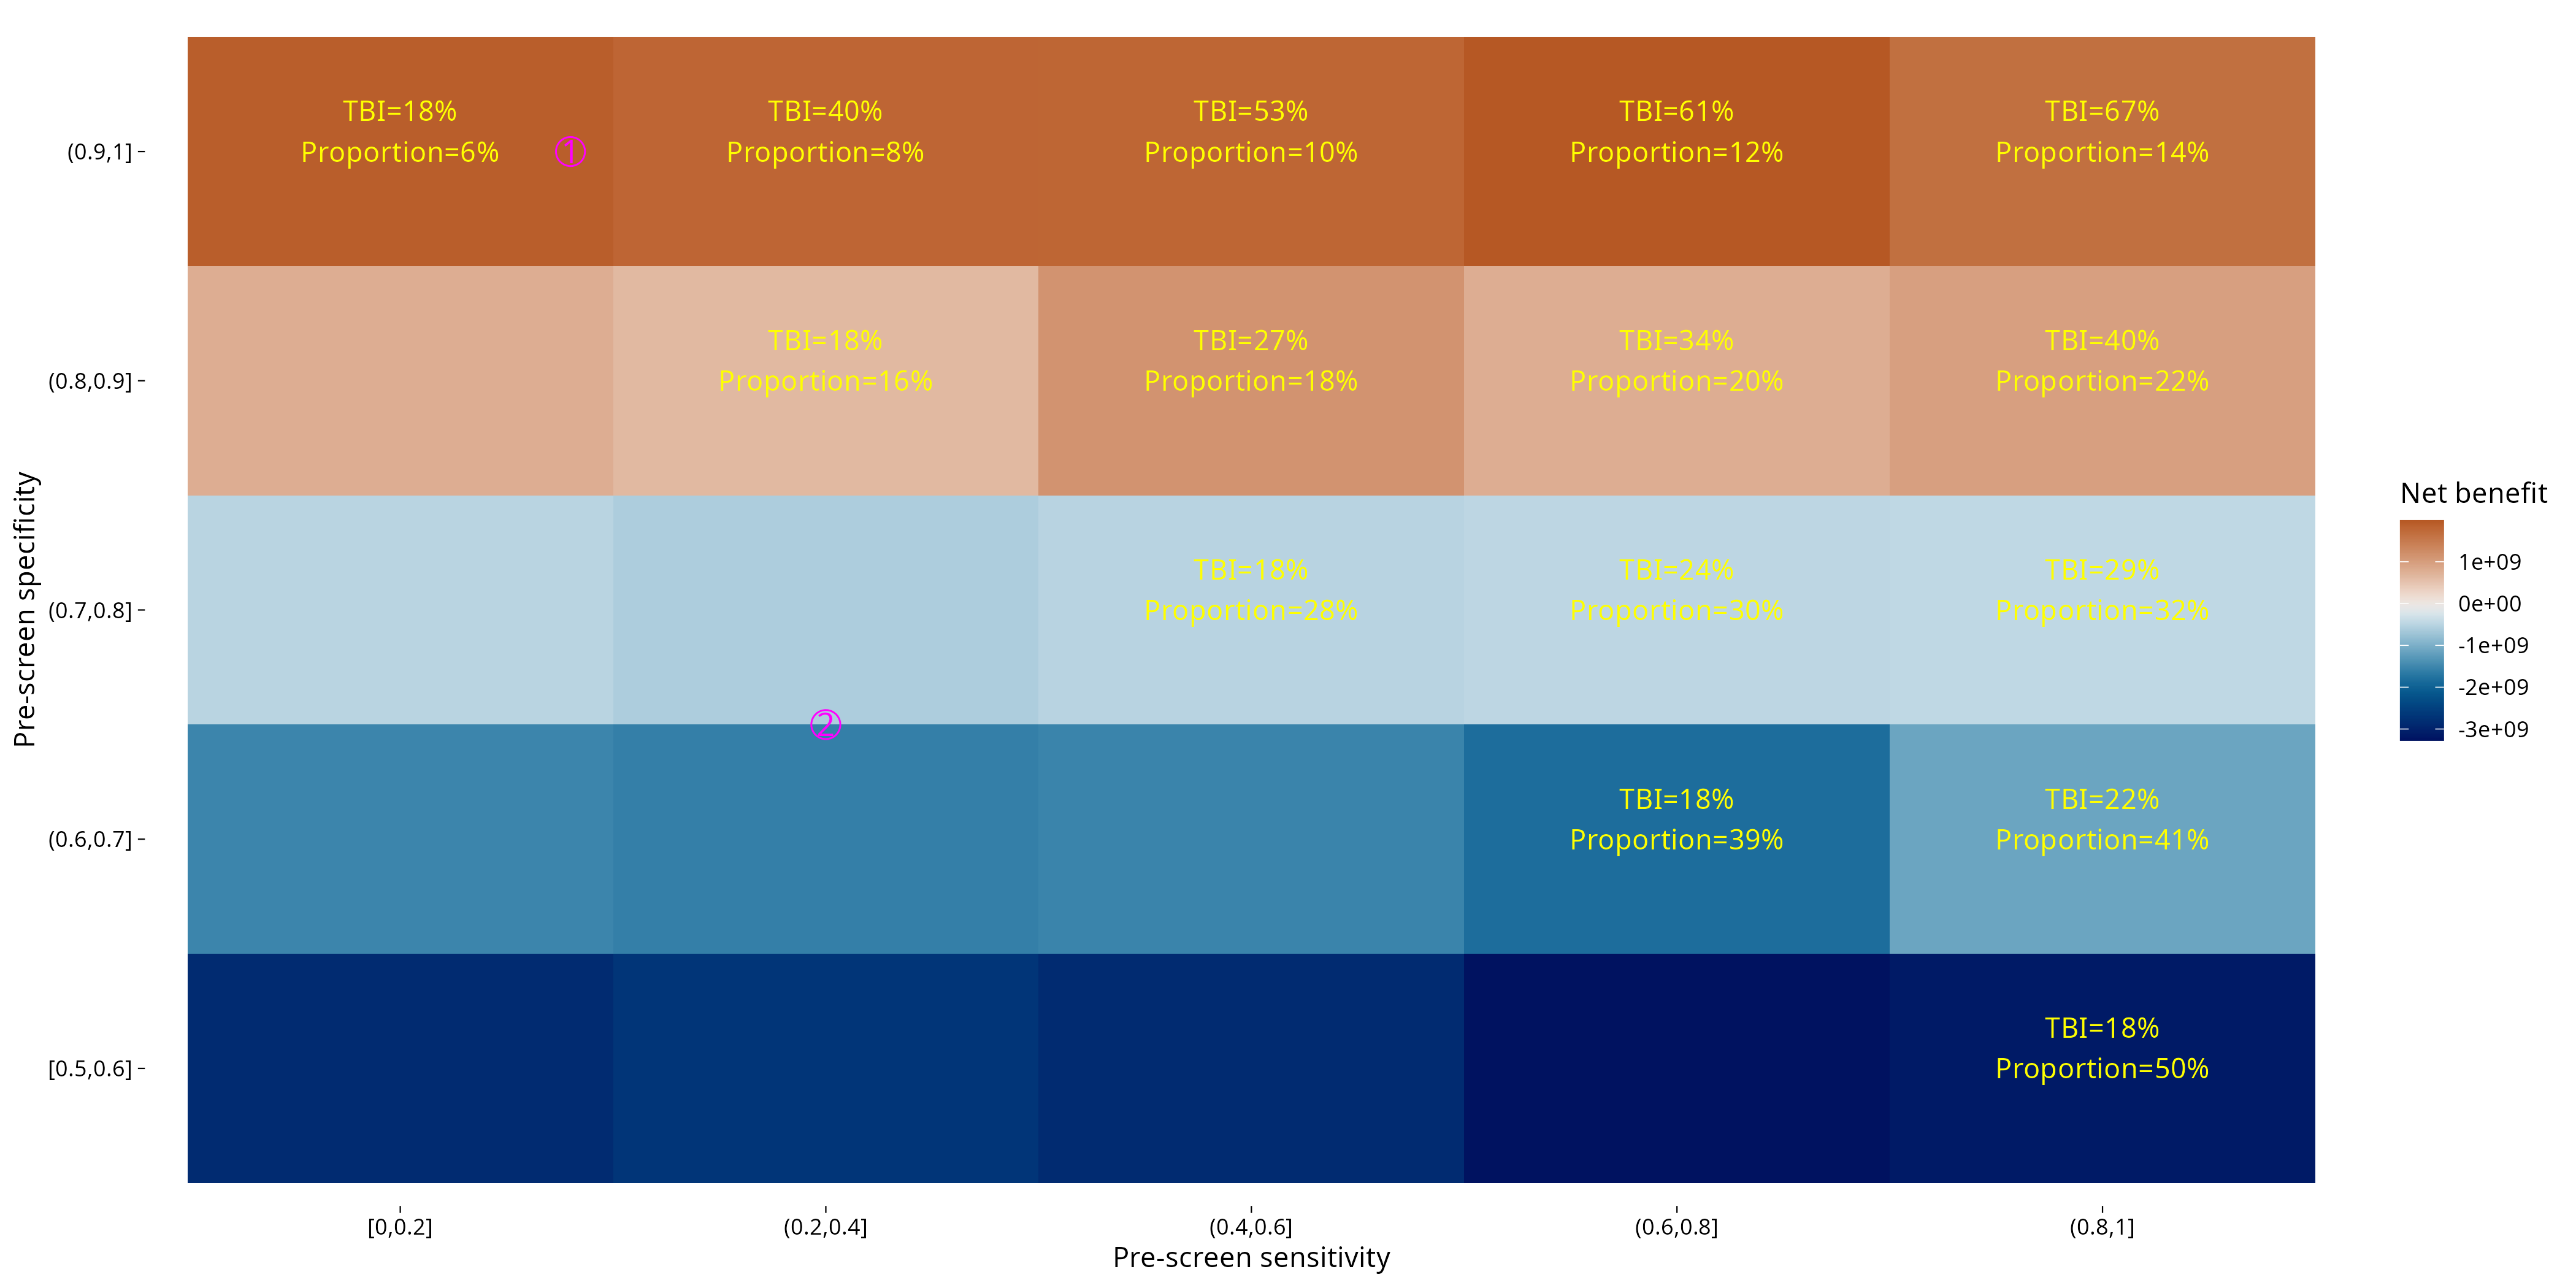 TBI=18%
Proportion=6%
①
TBI=40%
Proportion=8%
TBI=53%
Proportion=10%
TBI=61%
Proportion=12%
TBI=67%
Proportion=14%
TBI=18%
Proportion=16%
TBI=27%
Proportion=18%
TBI=34%
Proportion=20%
TBI=40%
Proportion=22%
TBI=18%
Proportion=28%
TBI=24%
Proportion=30%
TBI=29%
Proportion=32%
②
TBI=18%
Proportion=39%
TBI=22%
Proportion=41%
TBI=18%
Proportion=50%
Pre-screen specificity
(0.9,1]
(0.8,0.9]
(0.7,0.8]
(0.6,0.7]
[0.5,0.6]
[0,0.2]
(0.2,0.4]
(0.4,0.6]
(0.6,0.8]
(0.8,1]
Pre-screen sensitivity
Net benefit
1e+09
0e+00
-1e+09
-2e+09
-3e+09